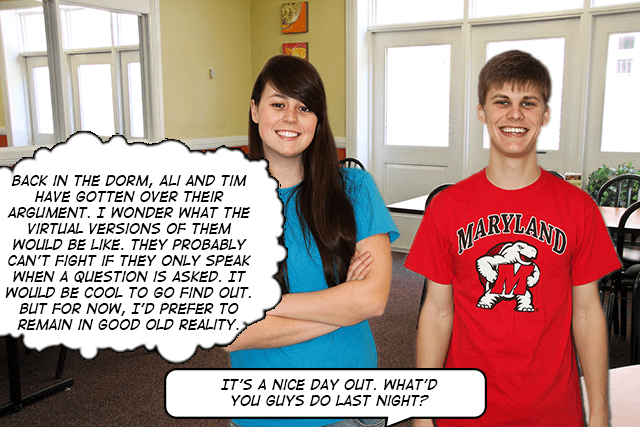 BACK IN THE DORM, ALI AND TIM
HAVE GOTTEN OVER THEIR
ARGUMENT. I WONDER WHAT THE
VIRTUAL VERSIONS OF THEM
WOULD BE LIKE. THEY PROBABLY
CAN'T FIGHT IF THEY ONLY SPEAK
WHEN A QUESTION IS ASKED. IT
WOULD BE COOL TO GO FIND OUT.
BUT FOR NOW, I'D PREFER TO
REMAIN IN GOOD OLD REALITY.
MARYLAND
M
IT'S A NICE DAY OUT. WHAT'D
YOU GUYS DO LAST NIGHT?